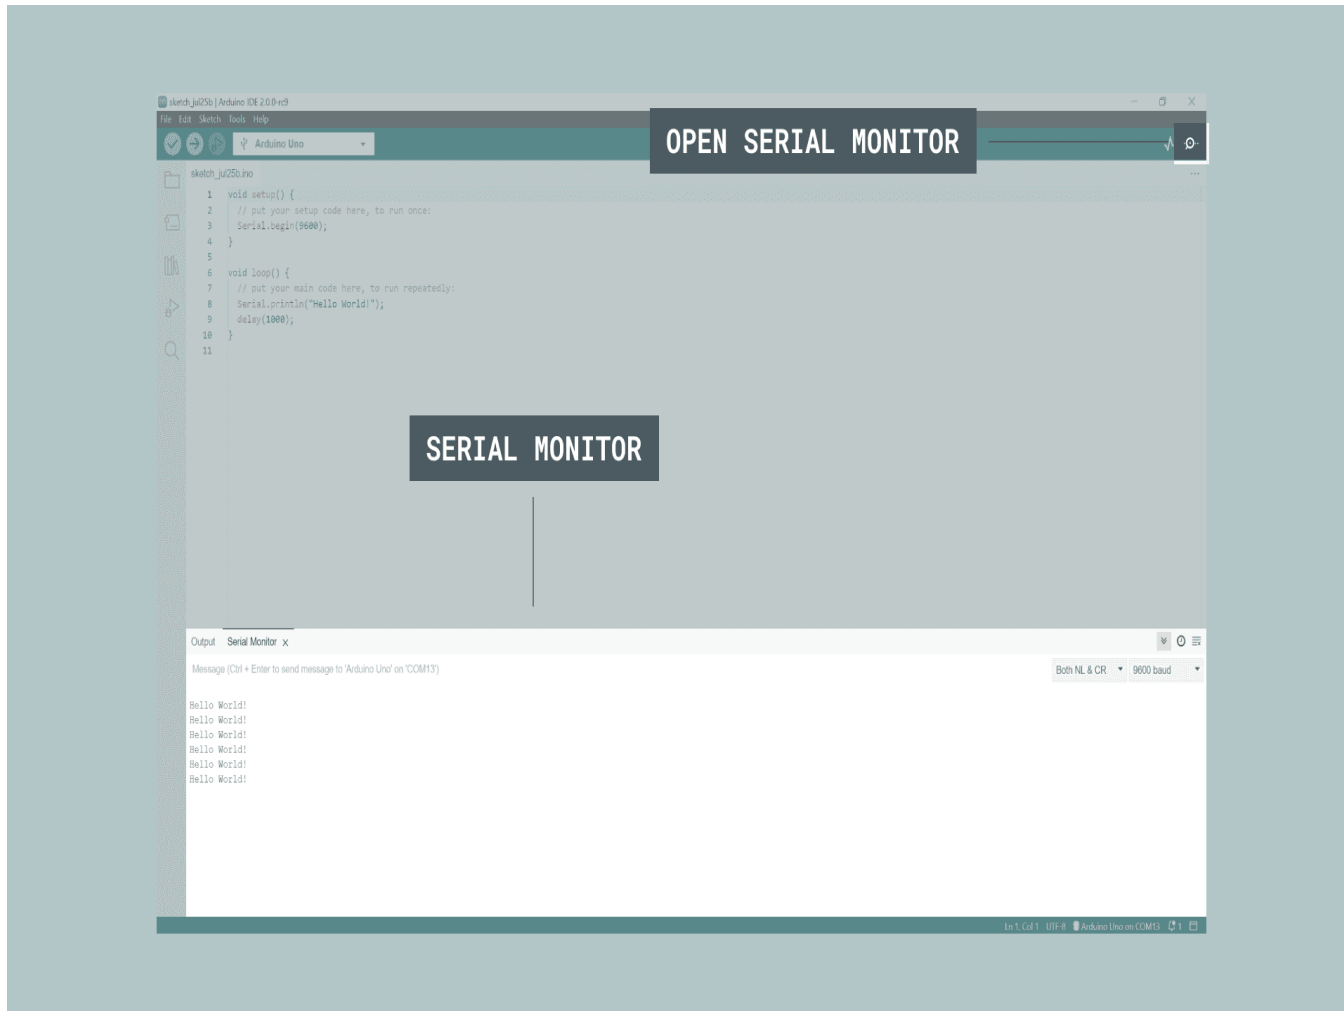 sketch_jul25b | Arduino IDE 2.0.0-rc9
File Edit Sketch Tools Help
Arduino Uno
OPEN SERIAL MONITOR
sketch_jul25b.ino
1 void setup() {
2 // put your setup code here, to run once:
3 Serial.begin(9600);
4 }
5
6 void loop() {
7 // put your main code here, to run repeatedly:
8 Serial.println("Hello World!");
9 delay(1000);
10 }
11
SERIAL MONITOR
Output Serial Monitor x
Message (Ctrl + Enter to send message to 'Arduino Uno' on 'COM13')
Both NL & CR 9600 baud
Hello World!
Hello World!
Hello World!
Hello World!
Hello World!
Hello World!
Ln 1, Col 1 UTF-8 Arduino Uno on COM13 1